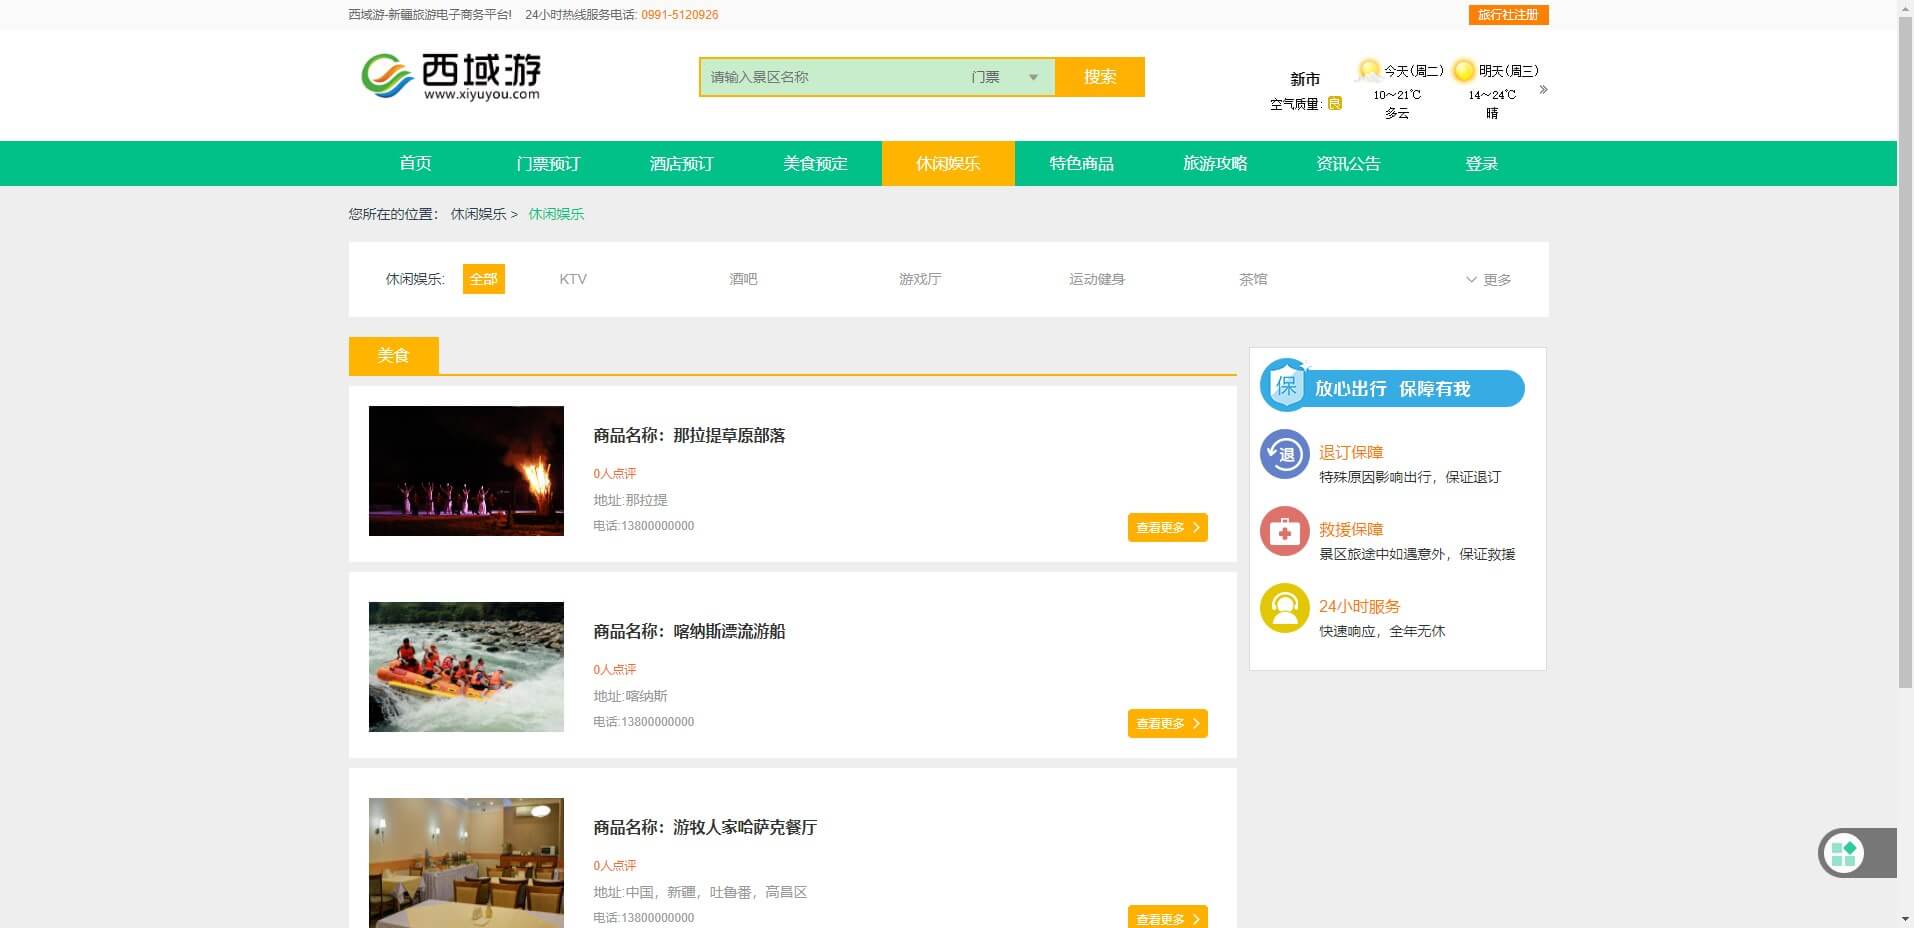 西域游-新疆旅游电子商务平台! 24小时热线服务电话: 0991-5120926
旅行社注册
西域游
www.xiyuyou.com
请输入景区名称 门票 搜索
新市
空气质量: 良
今天(周二)
10～21℃
多云
明天(周三)
14～24℃
晴
首页 门票预订 酒店预订 美食预定 休闲娱乐 特色商品 旅游攻略 资讯公告 登录
您所在的位置： 休闲娱乐 > 休闲娱乐
休闲娱乐: 全部 KTV 酒吧 游戏厅 运动健身 茶馆 更多
美食
商品名称：那拉提草原部落
0人点评
地址:那拉提
电话:13800000000
查看更多
商品名称：喀纳斯漂流游船
0人点评
地址:喀纳斯
电话:13800000000
查看更多
商品名称：游牧人家哈萨克餐厅
0人点评
地址:中国，新疆，吐鲁番，高昌区
电话:13800000000
查看更多
保 放心出行 保障有我
退
退订保障
特殊原因影响出行，保证退订
救援保障
景区旅途中如遇意外，保证救援
24小时服务
快速响应，全年无休